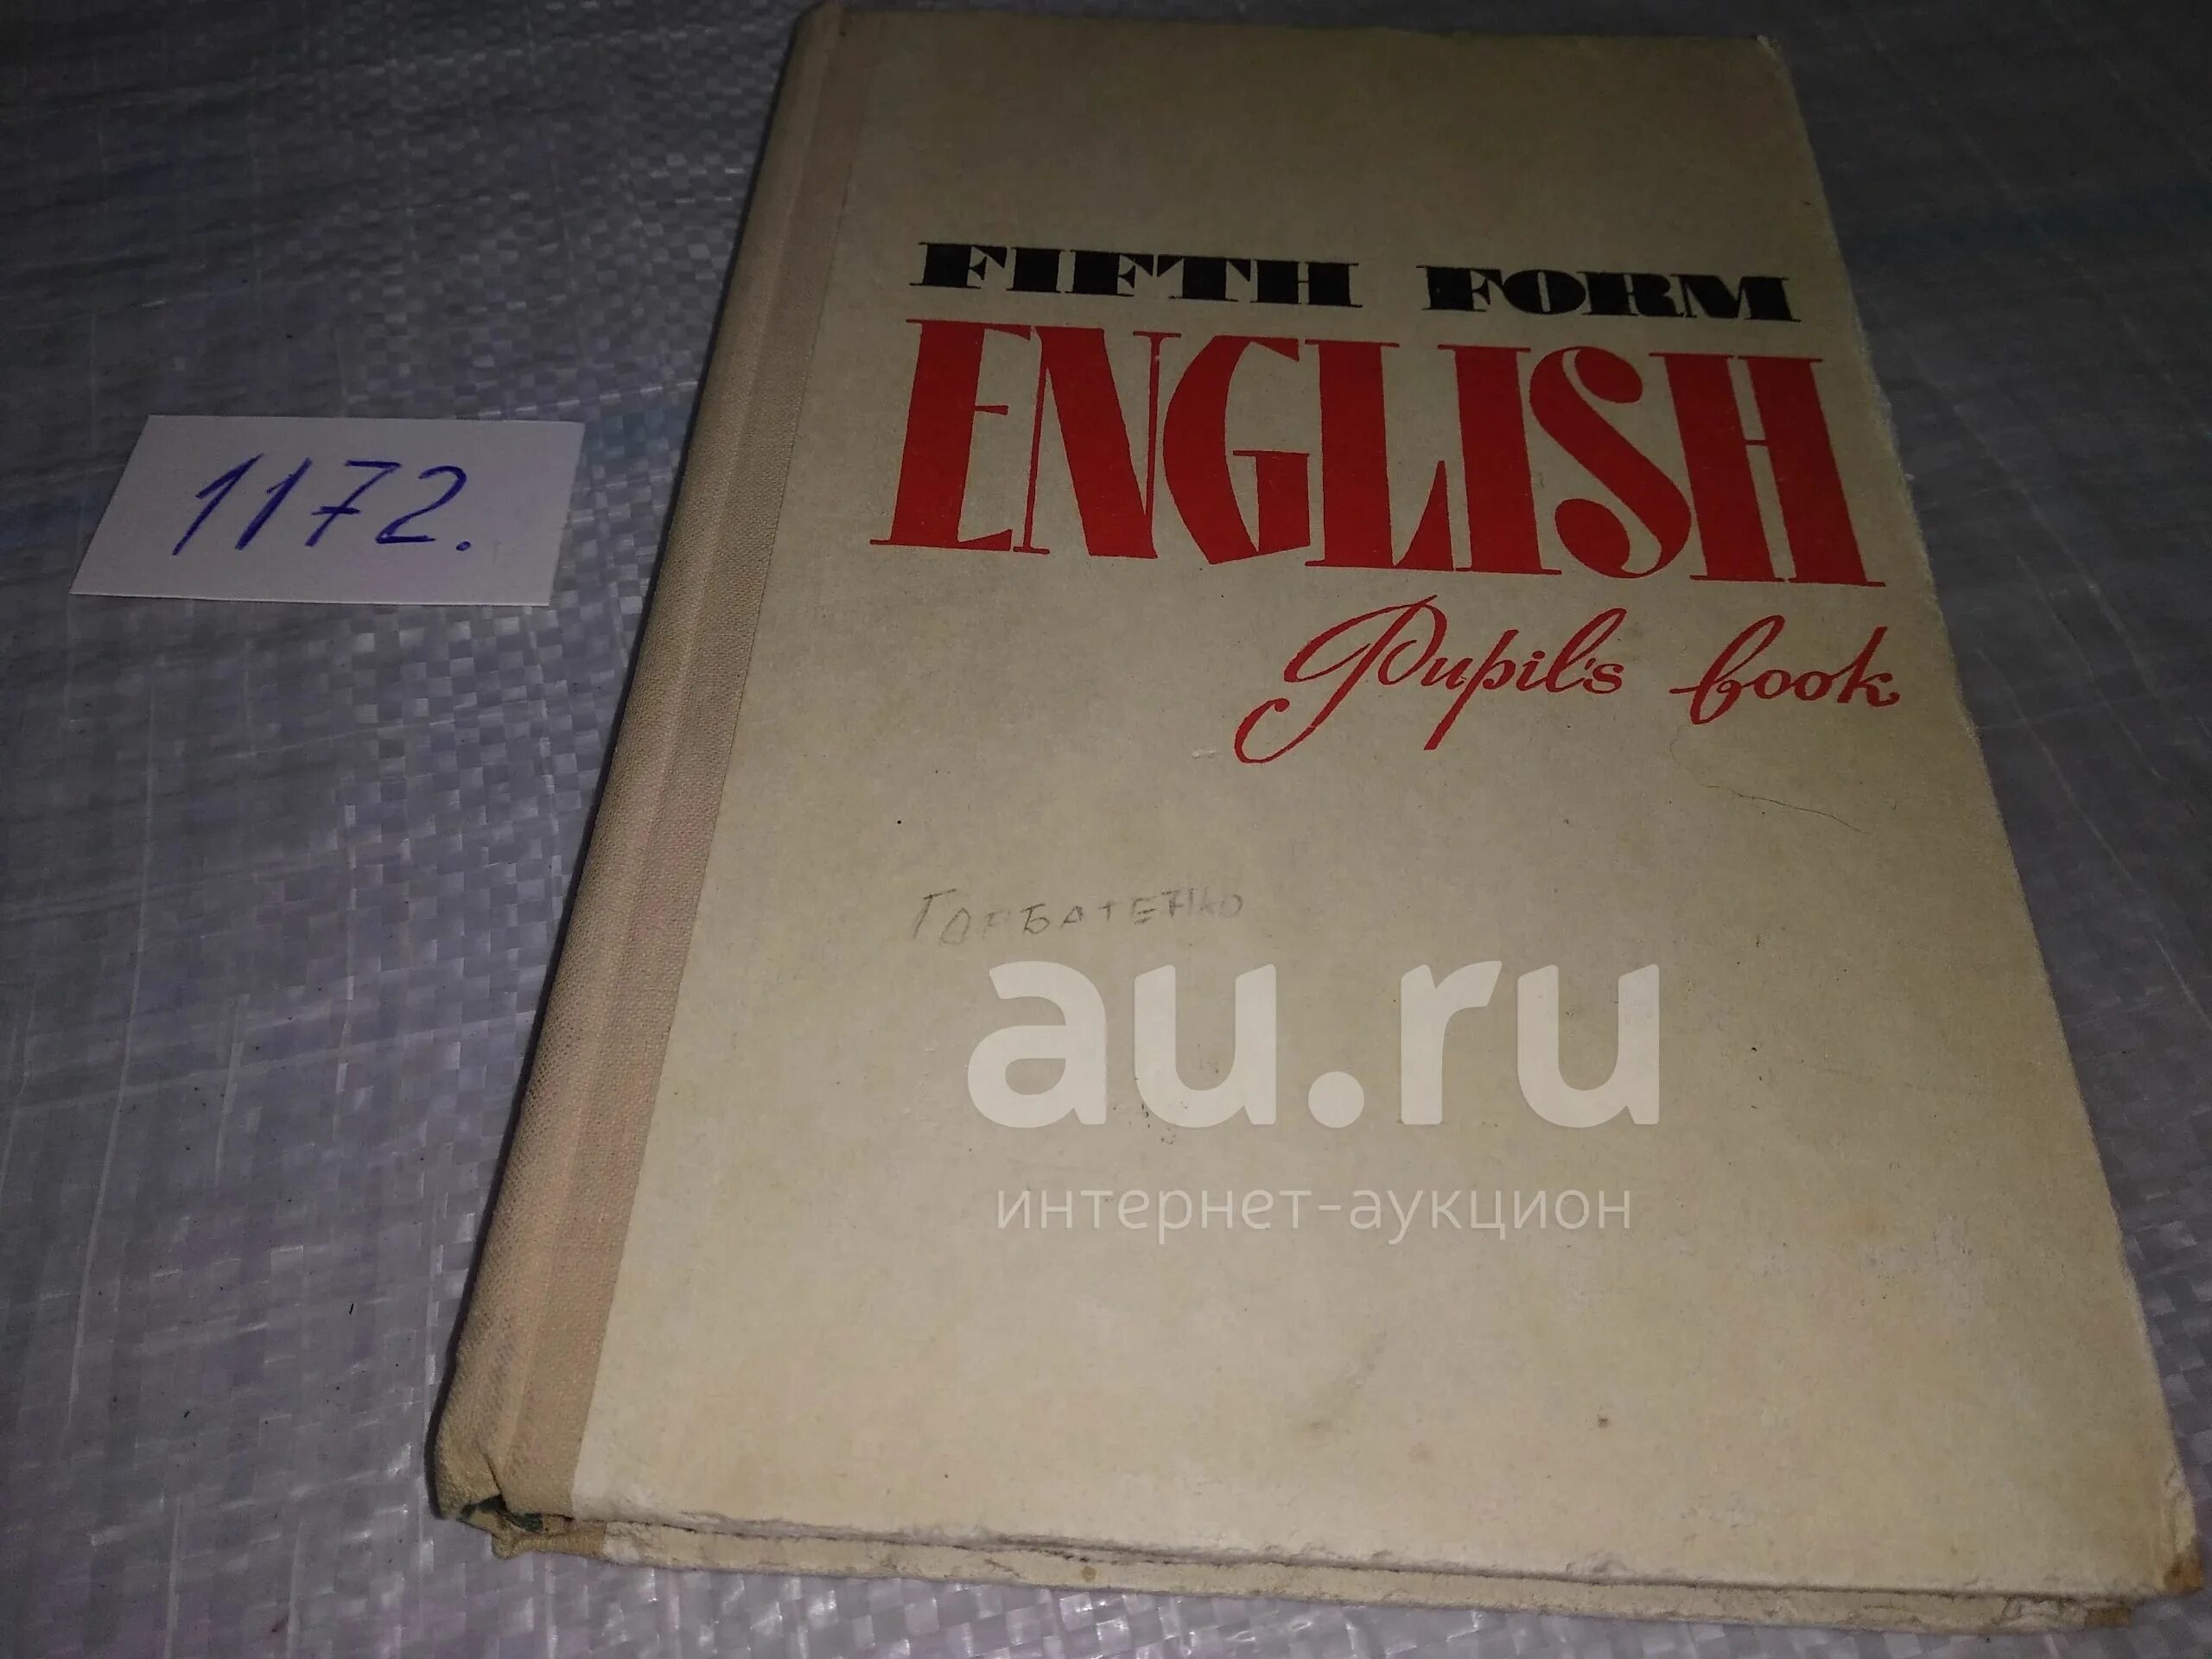 1172.
FIFTH FORM
ENGLISH
Pupil's book
Горбатенко
au.ru
интернет-аукцион